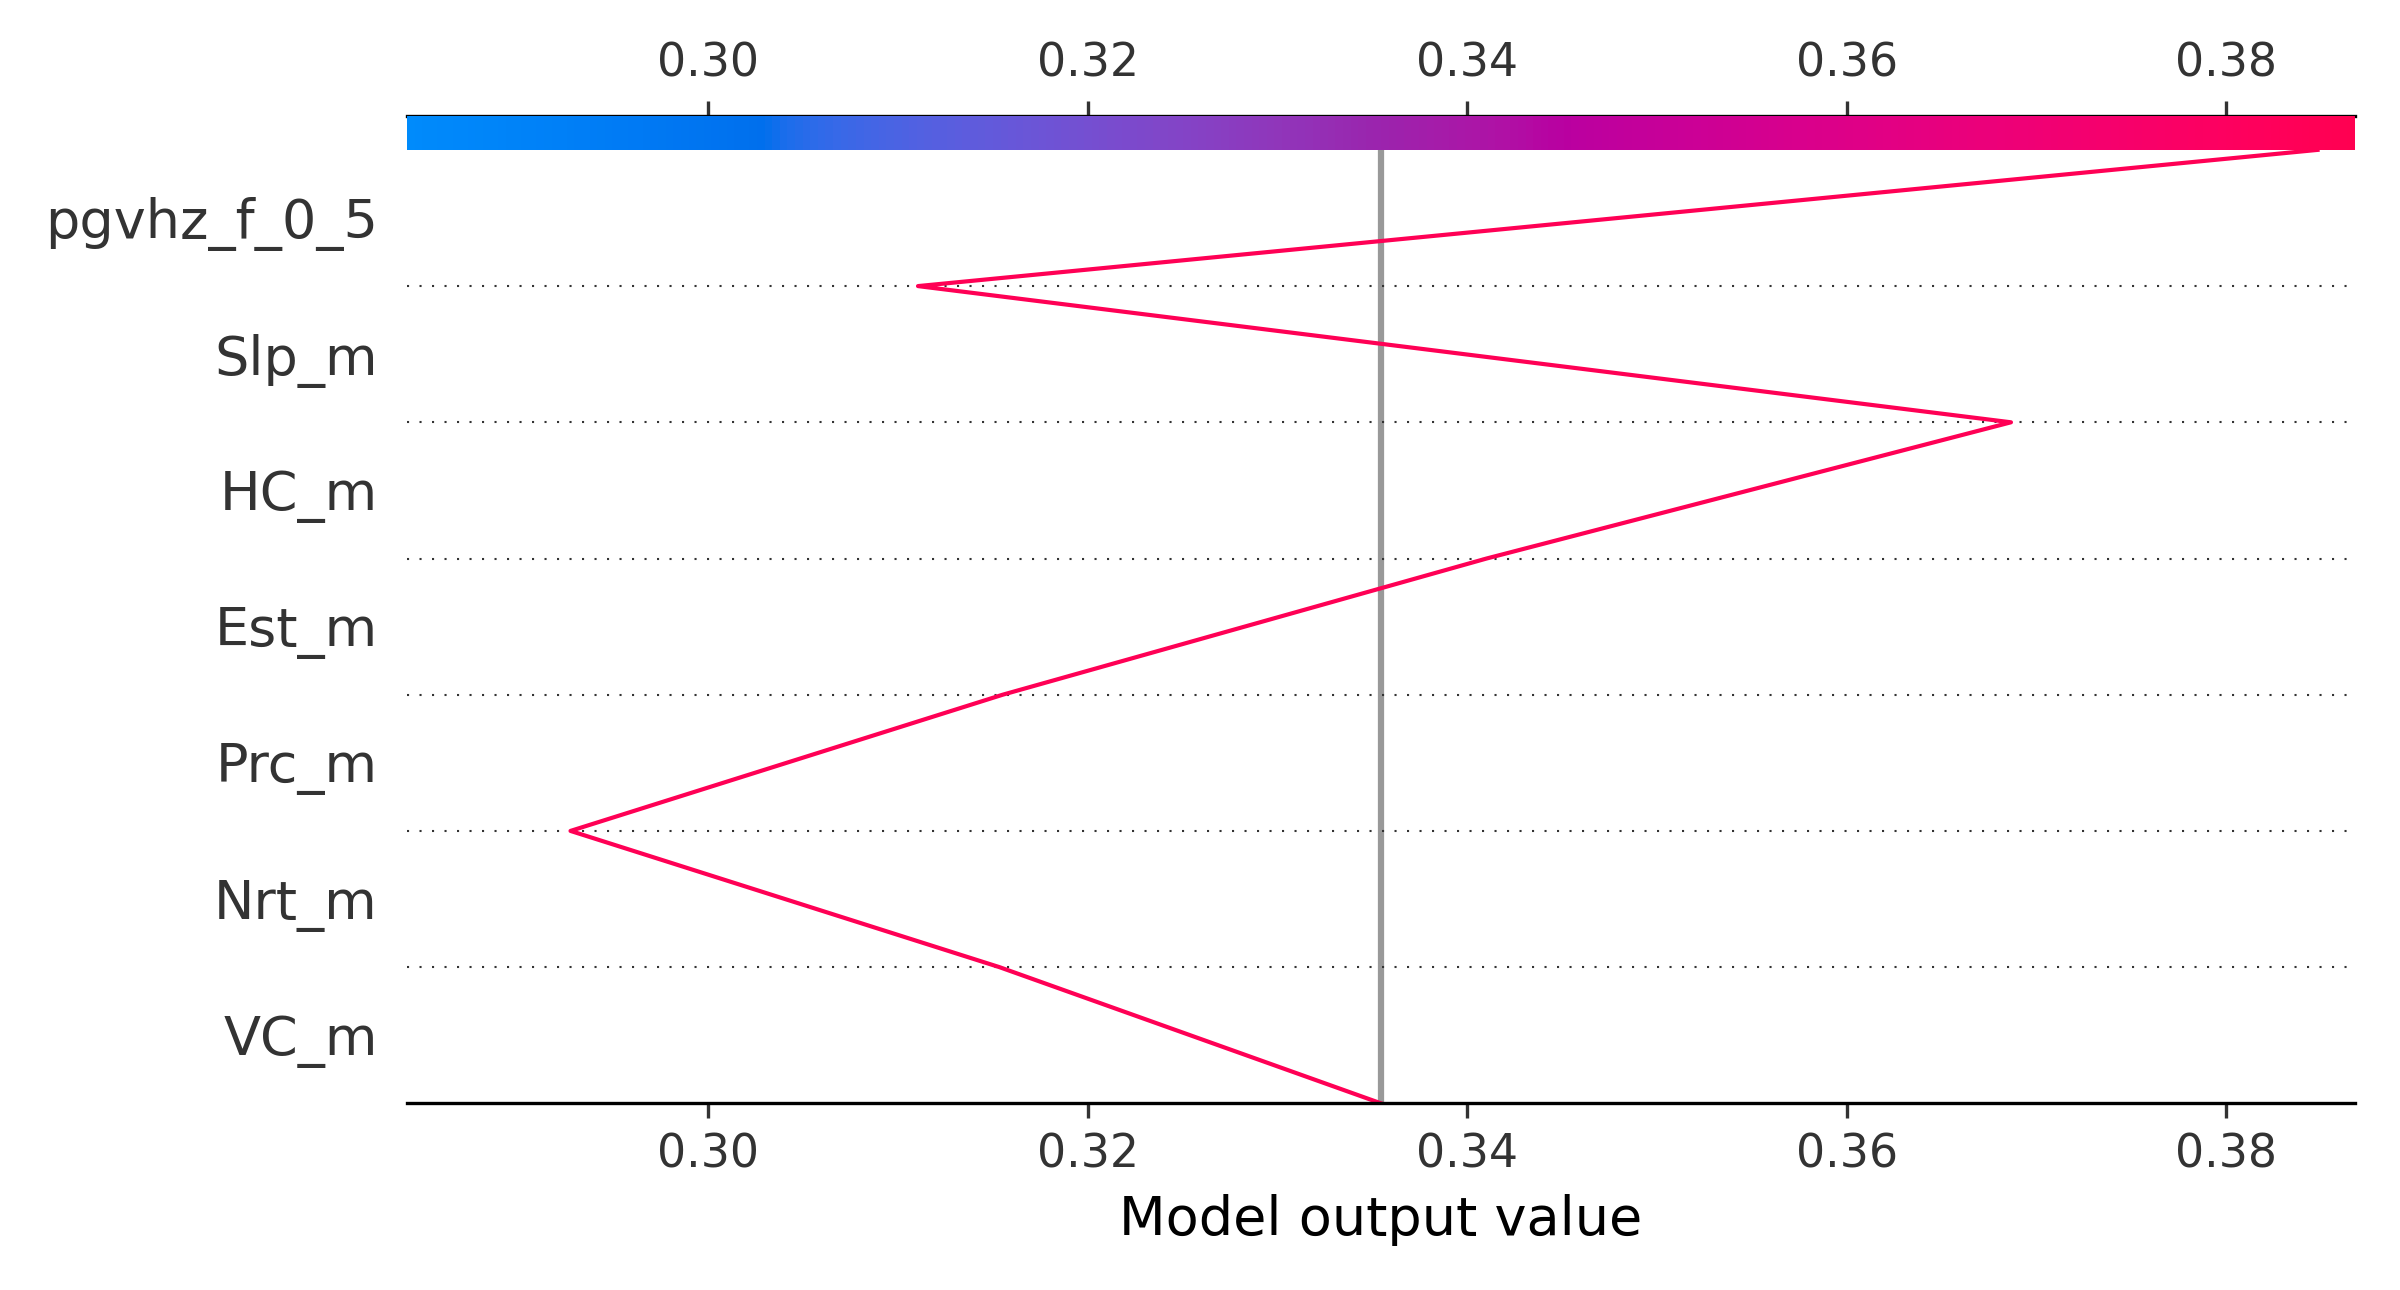 0.30 0.32 0.34 0.36 0.38
pgvhz_f_0_5
Slp_m
HC_m
Est_m
Prc_m
Nrt_m
VC_m
0.30 0.32 0.34 0.36 0.38
Model output value